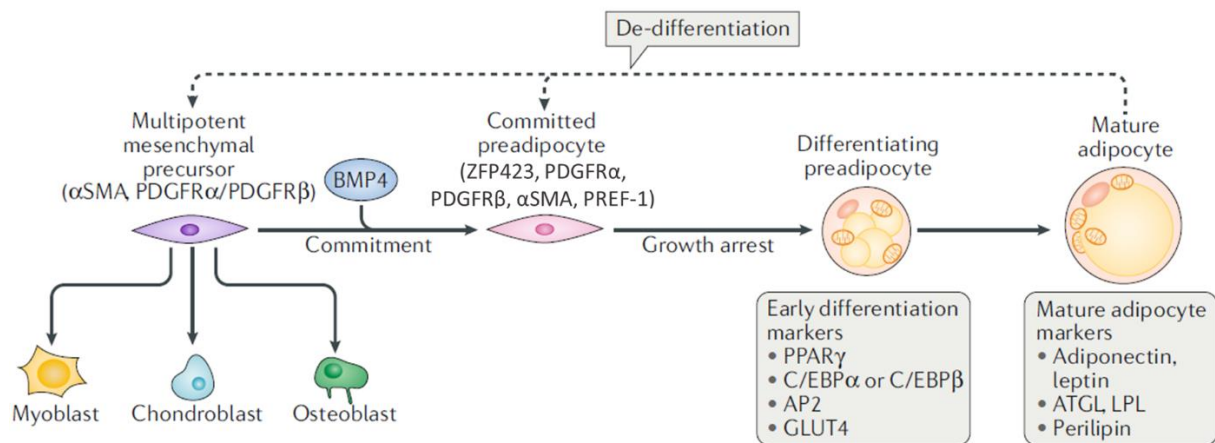 De-differentiation
Multipotent
mesenchymal
precursor
(αSMA, PDGFRα/PDGFRβ)
BMP4
Commitment
Committed
preadipocyte
(ZFP423, PDGFRα,
PDGFRβ, αSMA, PREF-1)
Growth arrest
Differentiating
preadipocyte
Mature
adipocyte
Myoblast
Chondroblast
Osteoblast
Early differentiation
markers
• PPARγ
• C/EBPα or C/EBPβ
• AP2
• GLUT4
Mature adipocyte
markers
• Adiponectin,
leptin
• ATGL, LPL
• Perilipin